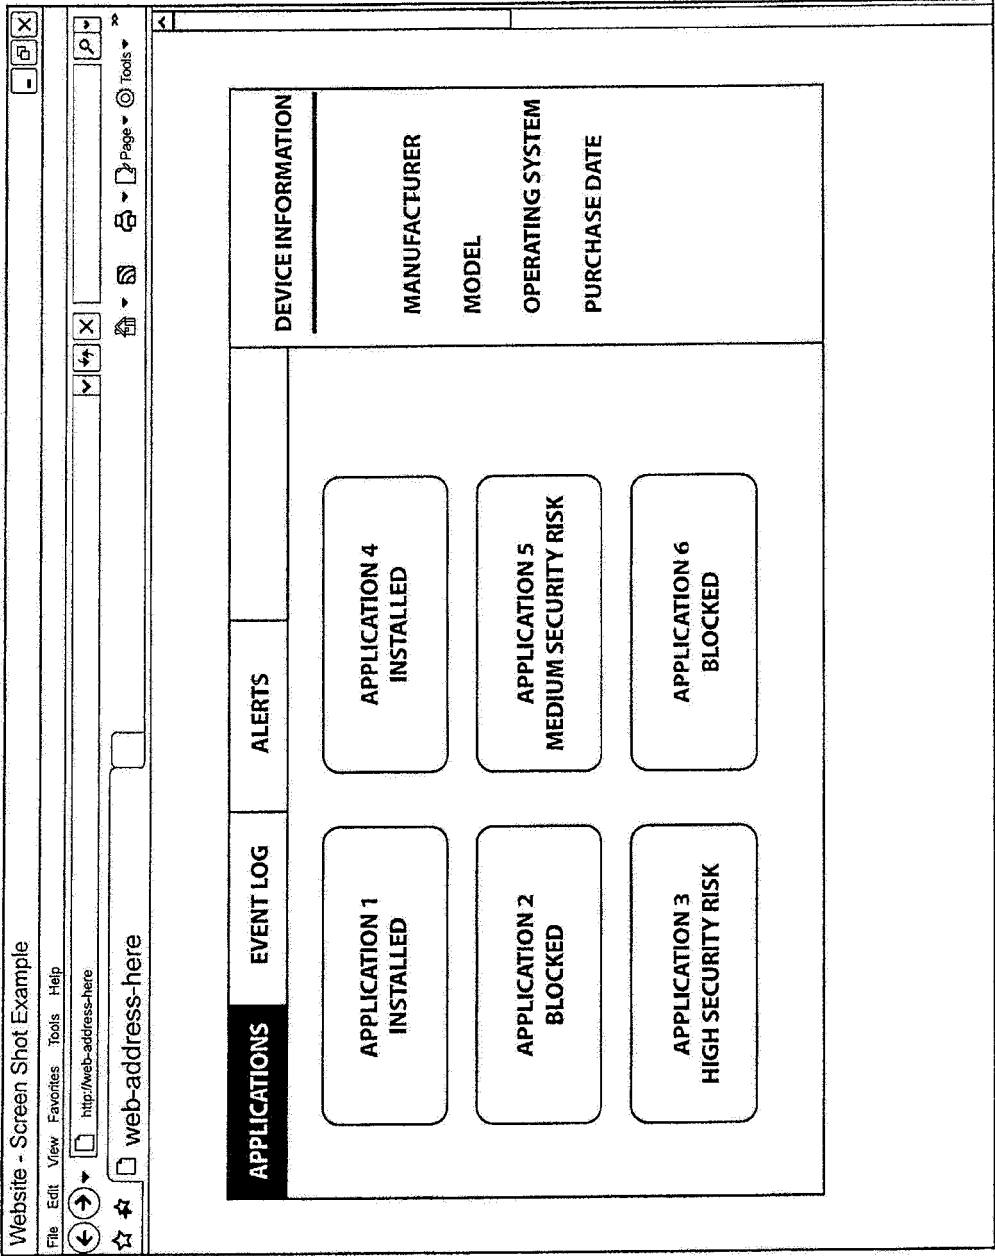 Website - Screen Shot Example
File Edit View Favorites Tools Help
http://web-address-here
web-address-here
Page Tools
APPLICATIONS EVENT LOG ALERTS
DEVICE INFORMATION
APPLICATION 1
INSTALLED
APPLICATION 4
INSTALLED
APPLICATION 2
BLOCKED
APPLICATION 5
MEDIUM SECURITY RISK
APPLICATION 3
HIGH SECURITY RISK
APPLICATION 6
BLOCKED
MANUFACTURER
MODEL
OPERATING SYSTEM
PURCHASE DATE